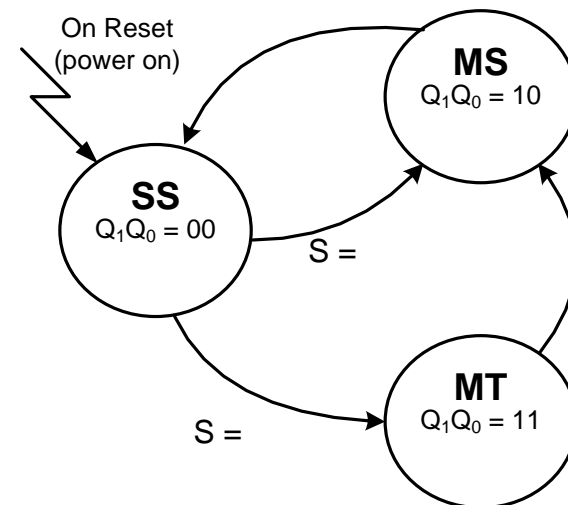 On Reset
(power on)
MS
Q₁Q₀ = 10
SS
Q₁Q₀ = 00
S =
MT
Q₁Q₀ = 11
S =